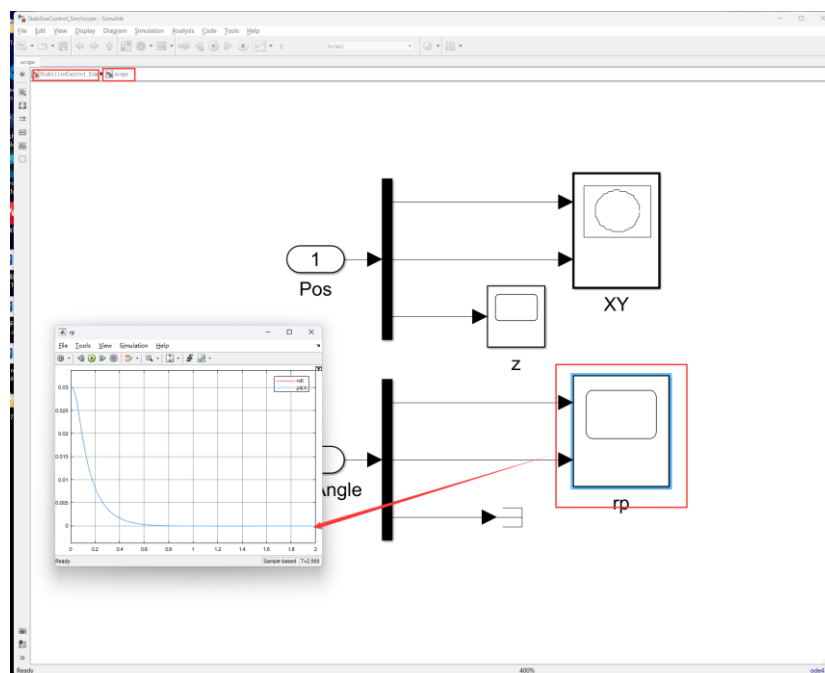 StabilizeControl_Sim/scope - Simulink
File Edit View Display Diagram Simulation Analysis Code Tools Help
Normal
scope
StabilizeControl_Sim scope
1
Pos
XY
z
rp
File Tools View Simulation Help
roll
pitch
0.03
0.025
0.02
0.015
0.01
0.005
0
0 0.2 0.4 0.6 0.8 1 1.2 1.4 1.6 1.8 2
Ready Sample based T=2.000
Angle
rp
Ready 400% ode4